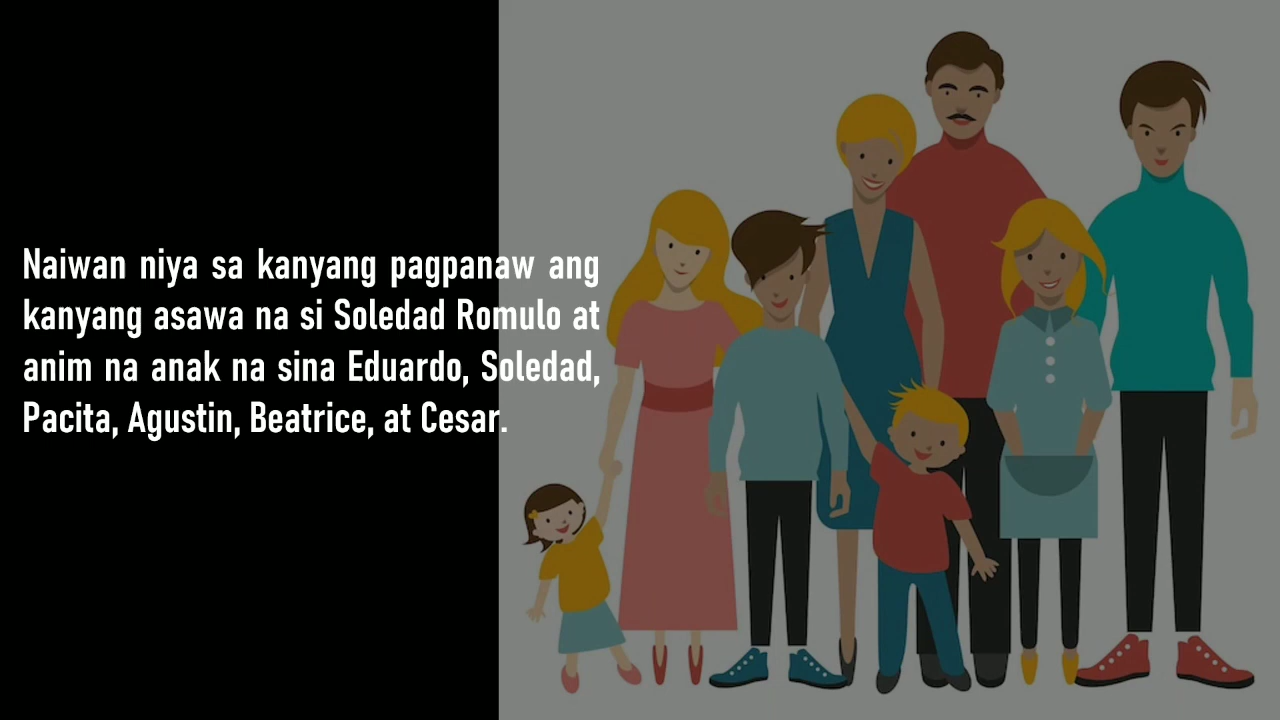 Naiwan niya sa kanyang pagpanaw ang
kanyang asawa na si Soledad Romulo at
anim na anak na sina Eduardo, Soledad,
Pacita, Agustin, Beatrice, at Cesar.